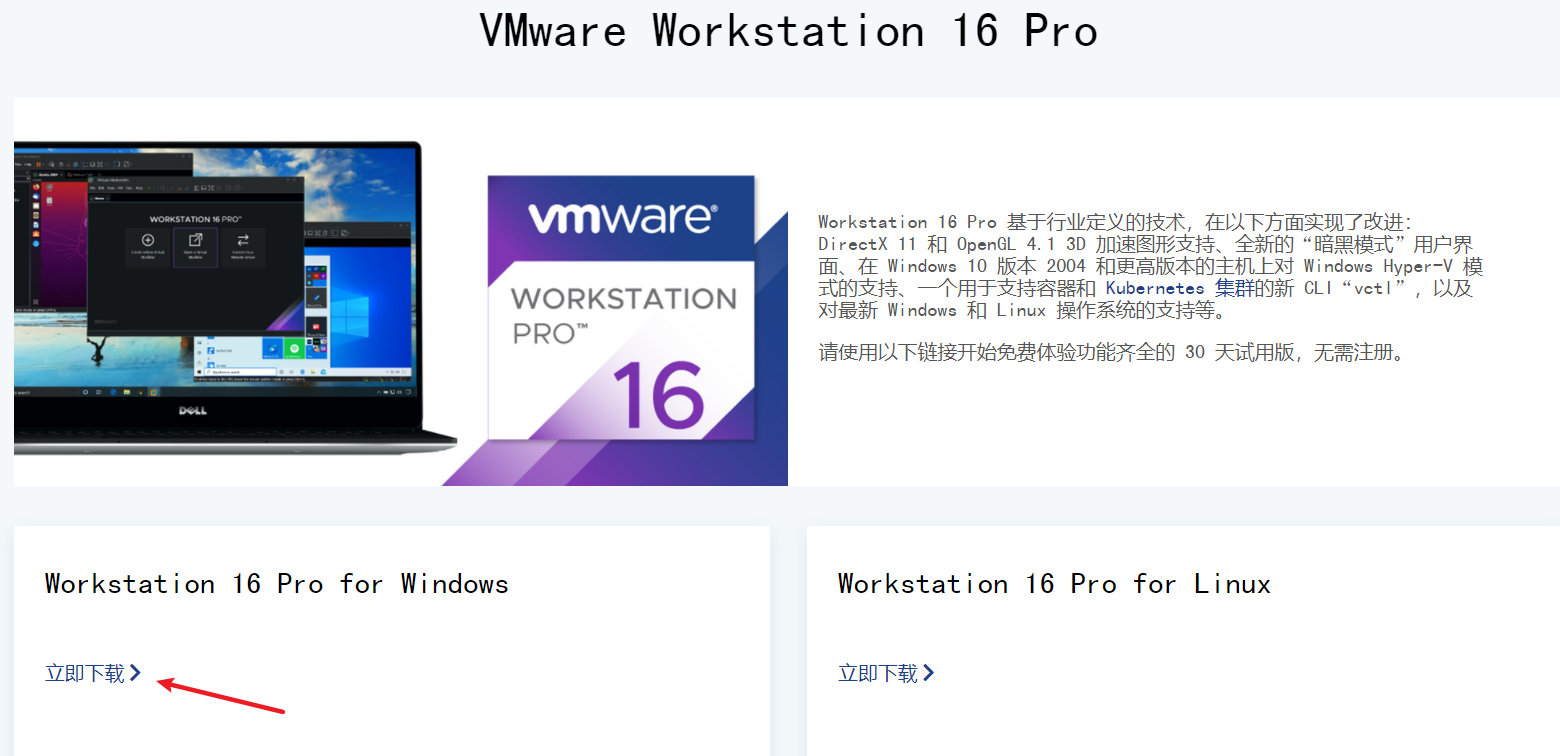 VMware Workstation 16 Pro
WORKSTATION 16 PRO™
DELL
vmware®
WORKSTATION
PRO™
16
Workstation 16 Pro 基于行业定义的技术，在以下方面实现了改进：
DirectX 11 和 OpenGL 4.1 3D 加速图形支持、全新的“暗黑模式”用户界
面、在 Windows 10 版本 2004 和更高版本的主机上对 Windows Hyper-V 模
式的支持、一个用于支持容器和 Kubernetes 集群的新 CLI“vctl”，以及
对最新 Windows 和 Linux 操作系统的支持等。
请使用以下链接开始免费体验功能齐全的 30 天试用版，无需注册。
Workstation 16 Pro for Windows
立即下载
Workstation 16 Pro for Linux
立即下载